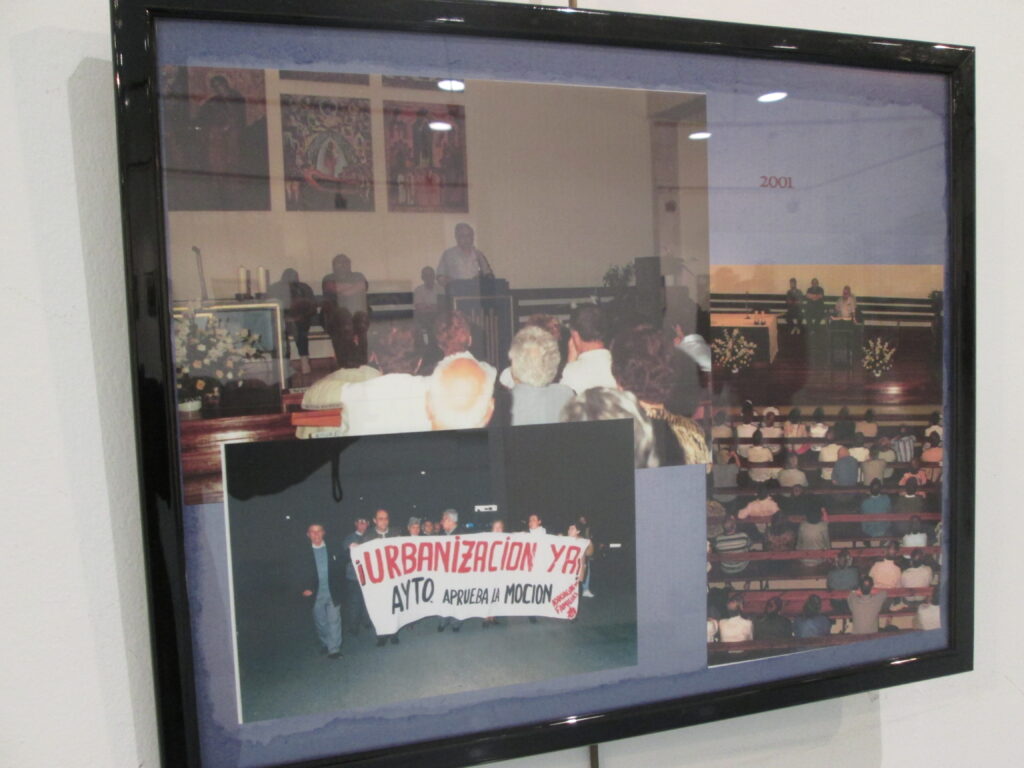 2001
¡URBANIZACION YA!
AYTO. APRUEBA LA MOCION